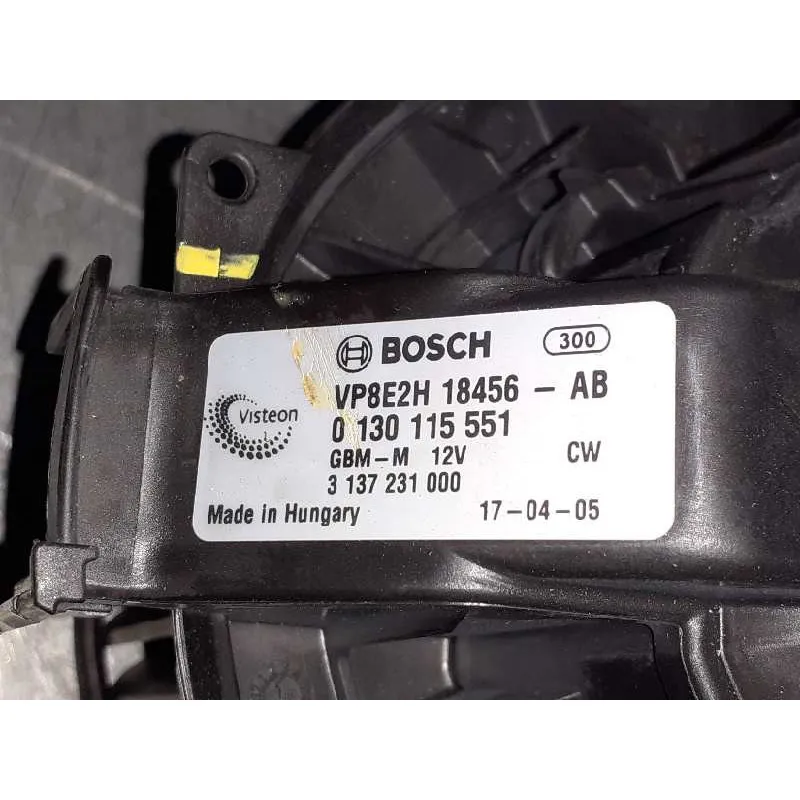 BOSCH 300
VP8E2H 18456 - AB
Visteon
0 130 115 551
GBM-M 12V CW
3 137 231 000
Made in Hungary 17-04-05